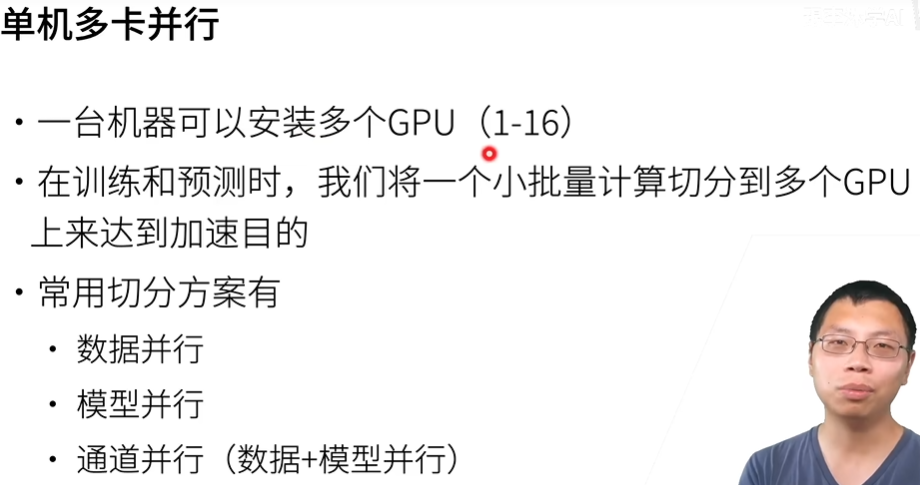 单机多卡并行
• 一台机器可以安装多个GPU（1-16）
• 在训练和预测时，我们将一个小批量计算切分到多个GPU
上来达到加速目的
• 常用切分方案有
• 数据并行
• 模型并行
• 通道并行（数据+模型并行）